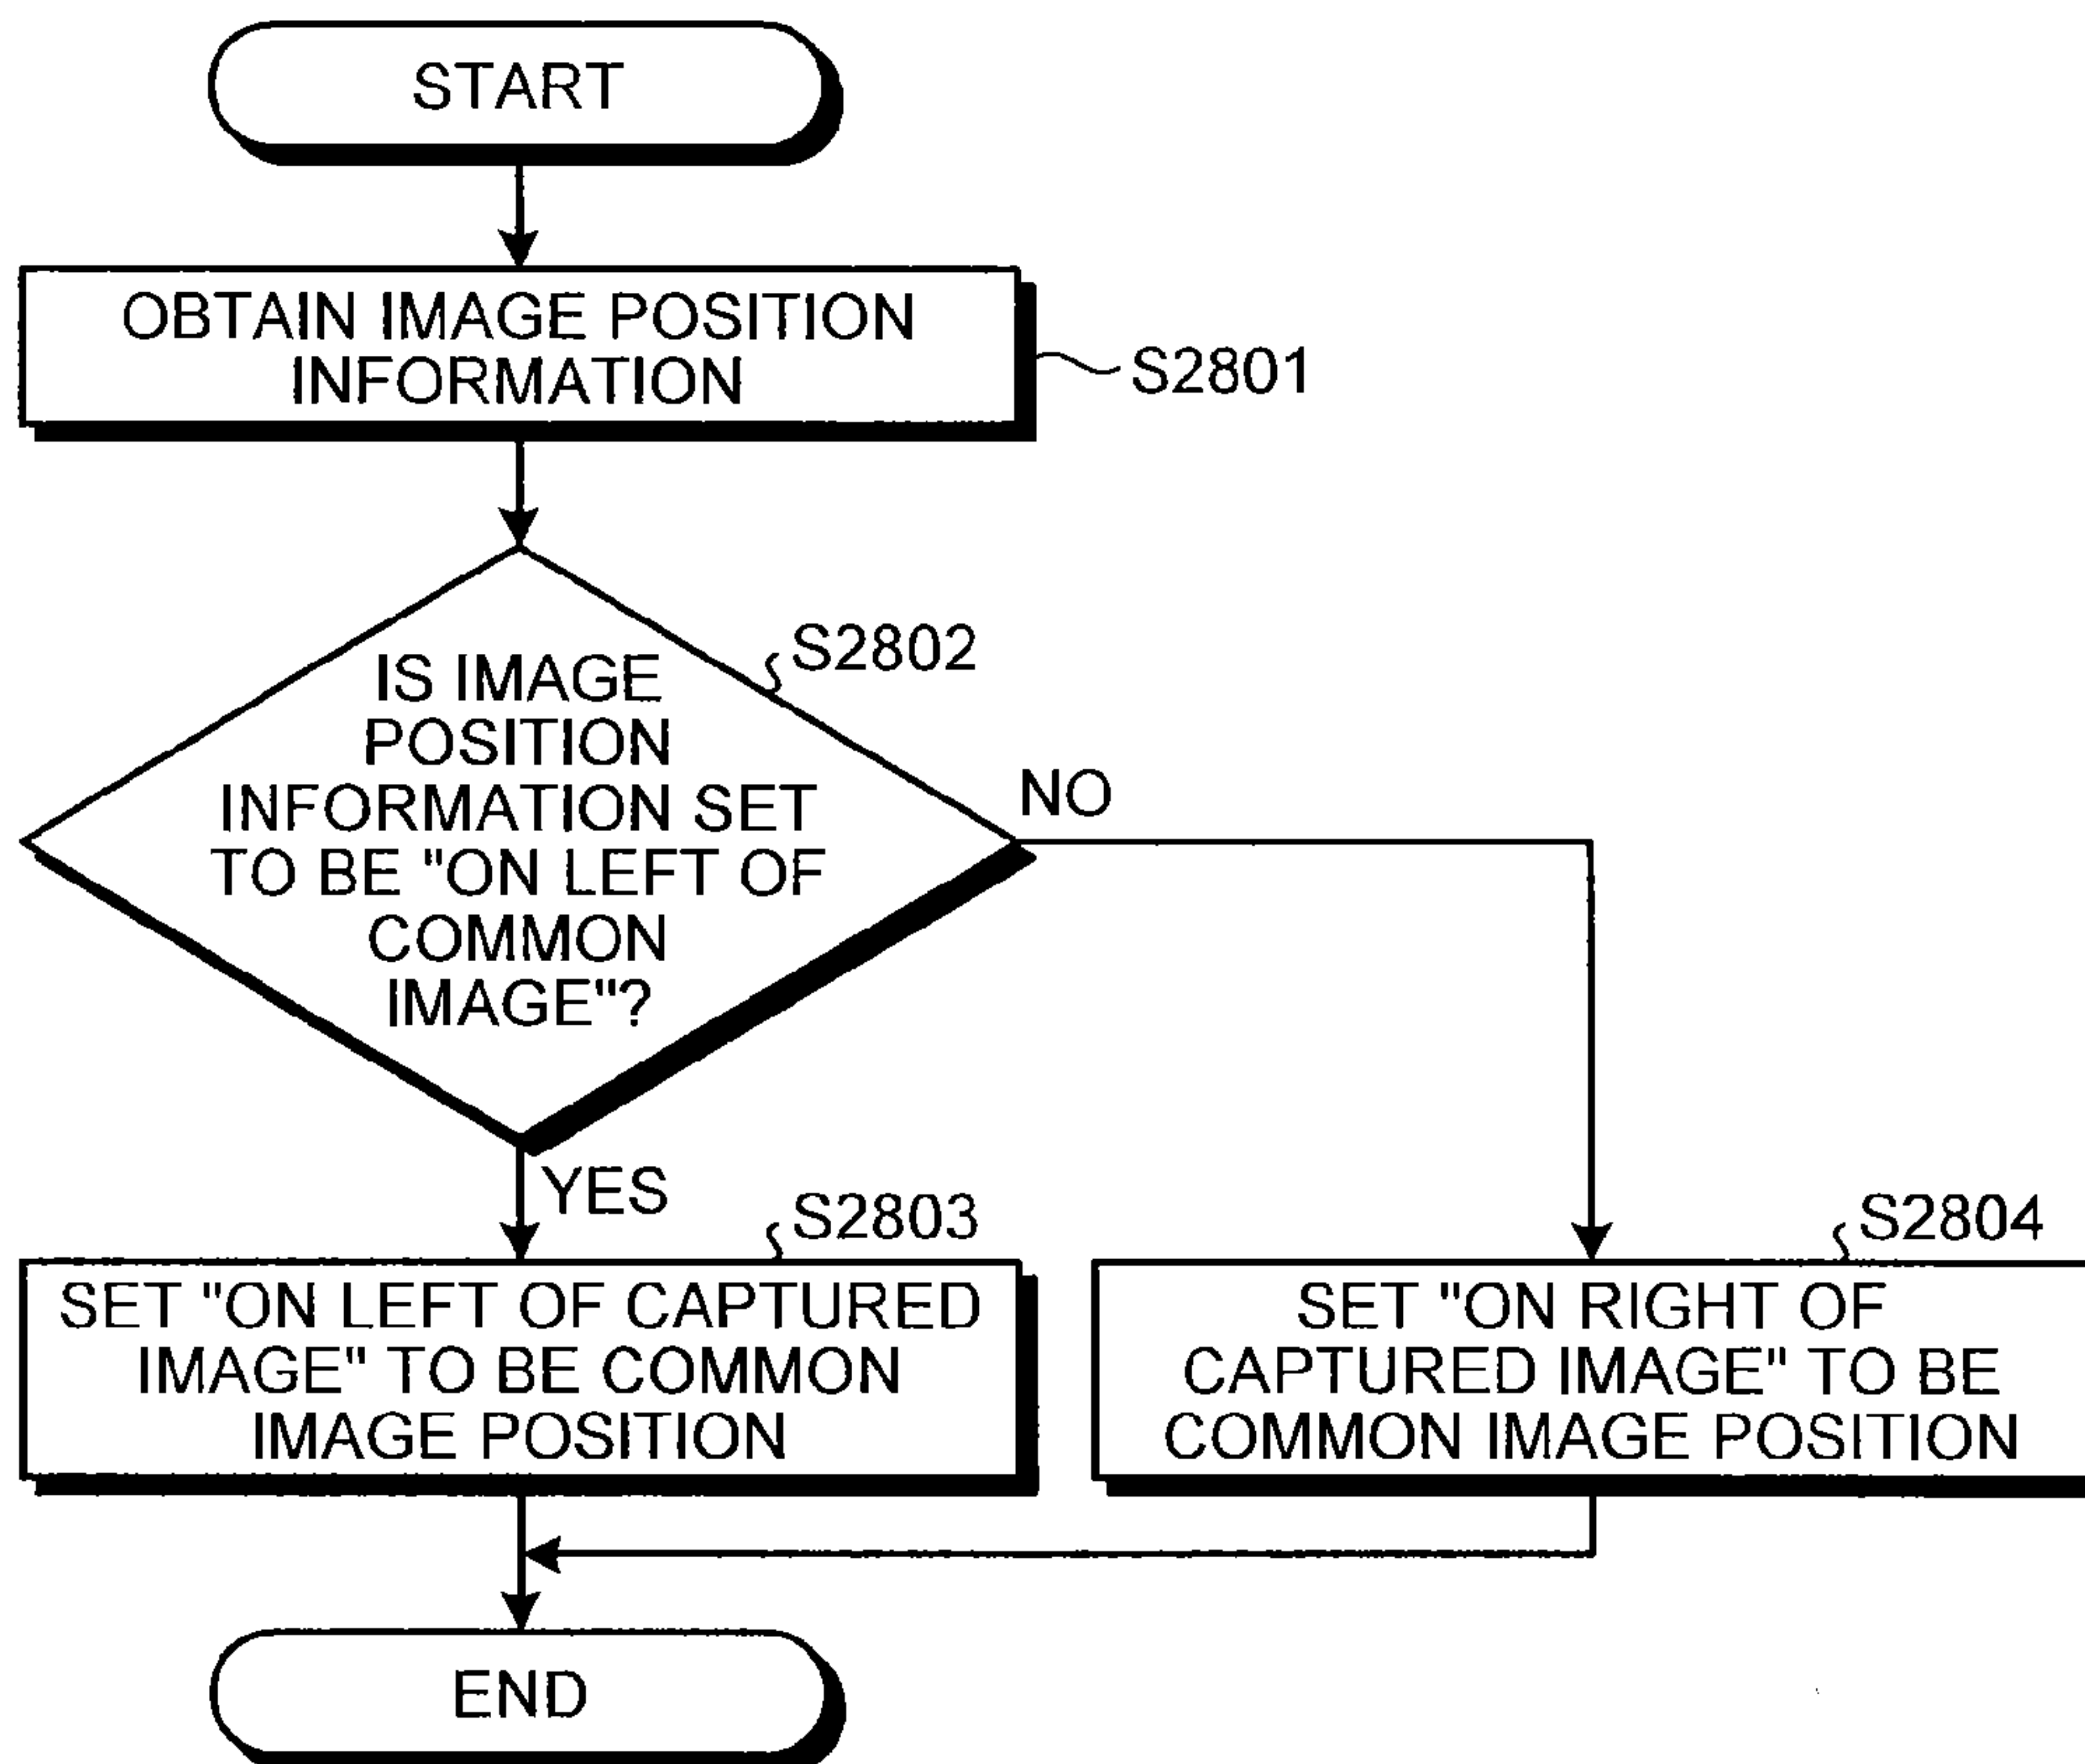 START
OBTAIN IMAGE POSITION
INFORMATION
S2801
S2802
IS IMAGE
POSITION
INFORMATION SET
TO BE "ON LEFT OF
COMMON
IMAGE"?
NO
YES
S2803
SET "ON LEFT OF CAPTURED
IMAGE" TO BE COMMON
IMAGE POSITION
S2804
SET "ON RIGHT OF
CAPTURED IMAGE" TO BE
COMMON IMAGE POSITION
END